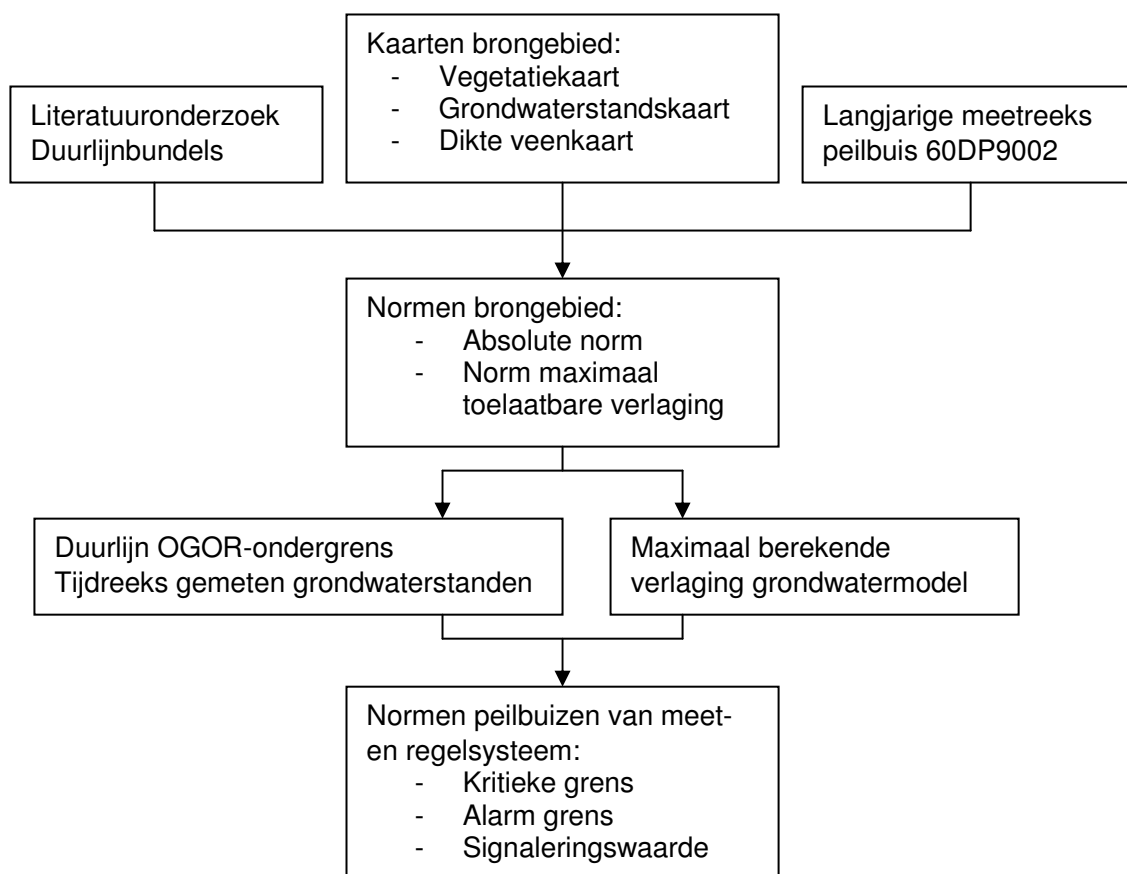 Kaarten brongebied:
- Vegetatiekaart
- Grondwaterstandskaart
- Dikte veenkaart
Literatuuronderzoek
Duurlijnbundels
Langjarige meetreeks
peilbuis 60DP9002
Normen brongebied:
- Absolute norm
- Norm maximaal
toelaatbare verlaging
Duurlijn OGOR-ondergrens
Tijdreeks gemeten grondwaterstanden
Maximaal berekende
verlaging grondwatermodel
Normen peilbuizen van meet-
en regelsysteem:
- Kritieke grens
- Alarm grens
- Signaleringswaarde